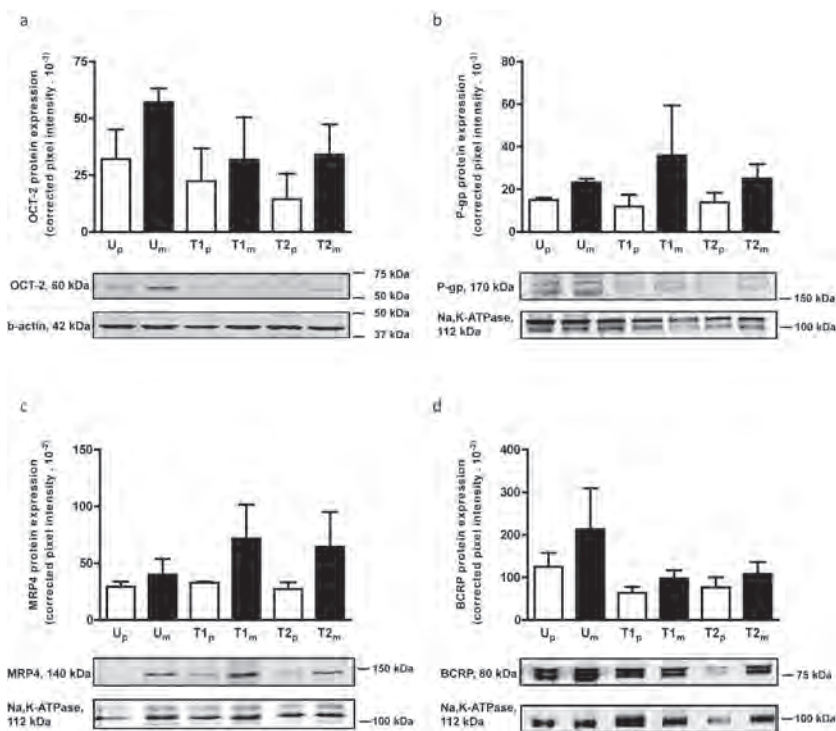 a
OCT-2 protein expression
(corrected pixel intensity . 10⁻³)
75
50
25
0
Uₚ Uₘ T1ₚ T1ₘ T2ₚ T2ₘ
OCT-2, 60 kDa
75 kDa
50 kDa
b-actin, 42 kDa
50 kDa
37 kDa
b
P-gp protein expression
(corrected pixel intensity . 10⁻³)
80
60
40
20
0
Uₚ Uₘ T1ₚ T1ₘ T2ₚ T2ₘ
P-gp, 170 kDa
150 kDa
Na,K-ATPase,
112 kDa
100 kDa
c
MRP4 protein expression
(corrected pixel intensity . 10⁻²)
150
100
50
0
Uₚ Uₘ T1ₚ T1ₘ T2ₚ T2ₘ
MRP4, 140 kDa
150 kDa
Na,K-ATPase,
112 kDa
100 kDa
d
BCRP protein expression
(corrected pixel intensity . 10⁻²)
400
300
200
100
0
Uₚ Uₘ T1ₚ T1ₘ T2ₚ T2ₘ
BCRP, 80 kDa
75 kDa
Na,K-ATPase,
112 kDa
100 kDa